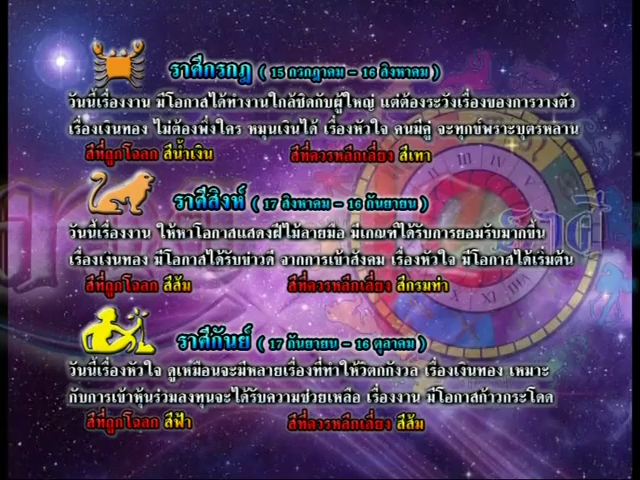 ราศีกรกฎ ( 15 กรกฎาคม - 16 สิงหาคม )
วันนี้เรื่องงาน มีโอกาสได้ทำงานใกล้ชิดกับผู้ใหญ่ แต่ต้องระวังเรื่องของการวางตัว
เรื่องเงินทอง ไม่ต้องพึ่งใคร หมุนเงินได้ เรื่องหัวใจ คนมีคู่ จะทุกข์พราะบุตรหลาน
สีที่ถูกโฉลก สีน้ำเงิน สีที่ควรหลีกเลี่ยง สีเทา
ราศีสิงห์ ( 17 สิงหาคม - 16 กันยายน )
วันนี้เรื่องงาน ให้หาโอกาสแสดงฝีไม้ลายมือ มีเกณฑ์ได้รับการยอมรับมากขึ้น
เรื่องเงินทอง มีโอกาสได้รับข่าวดี จากการเข้าสังคม เรื่องหัวใจ มีโอกาสได้เริ่มต้น
สีที่ถูกโฉลก สีส้ม สีที่ควรหลีกเลี่ยง สีกรมท่า
ราศีกันย์ ( 17 กันยายน - 16 ตุลาคม )
วันนี้เรื่องหัวใจ ดูเหมือนจะมีหลายเรื่องที่ทำให้วิตกกังวล เรื่องเงินทอง เหมาะ
กับการเข้าหุ้นร่วมลงทุนจะได้รับความช่วยเหลือ เรื่องงาน มีโอกาสก้าวกระโดด
สีที่ถูกโฉลก สีฟ้า สีที่ควรหลีกเลี่ยง สีส้ม